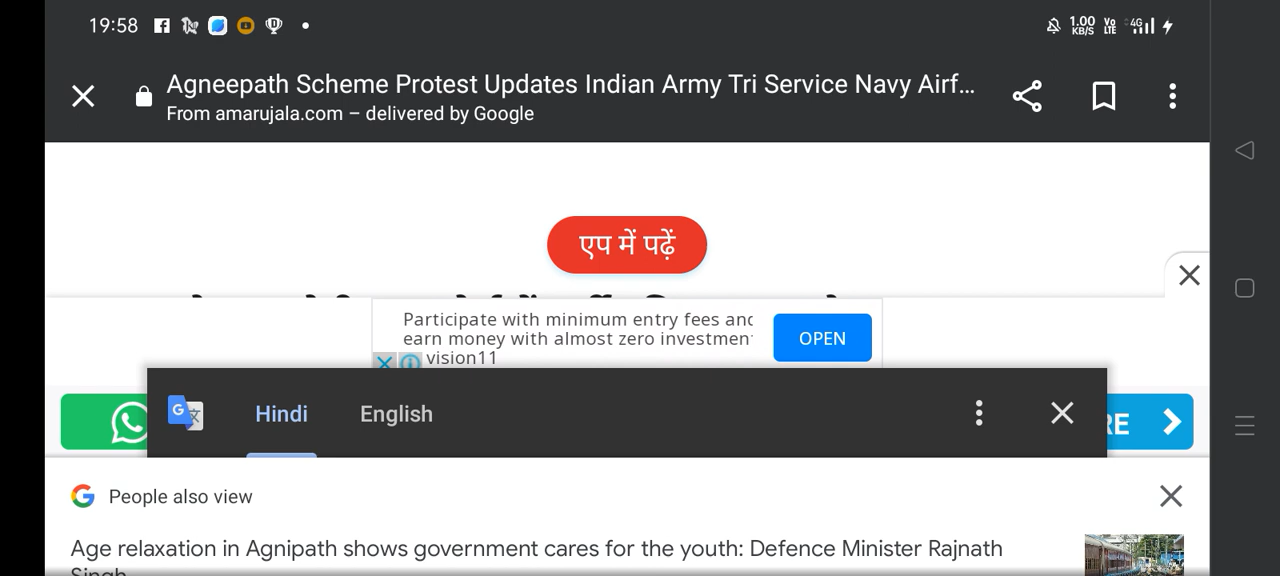 19:58
1.00
KB/S
Vo
LTE
4G
Agneepath Scheme Protest Updates Indian Army Tri Service Navy Airf...
From amarujala.com – delivered by Google
एप में पढ़ें
Participate with minimum entry fees and
earn money with almost zero investment
vision11
OPEN
Hindi
English
RE
People also view
Age relaxation in Agnipath shows government cares for the youth: Defence Minister Rajnath
Singh